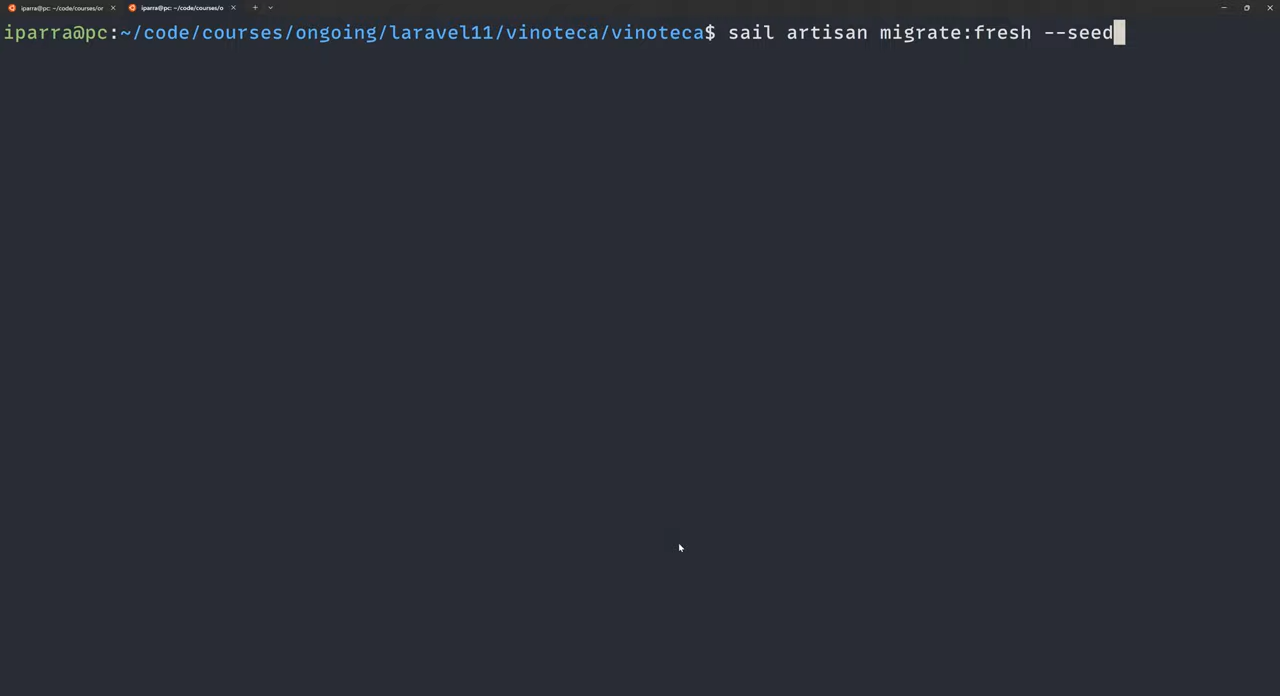 iparra@pc: ~/code/courses/or
iparra@pc: ~/code/courses/o
iparra@pc:~/code/courses/ongoing/laravel11/vinoteca/vinoteca$ sail artisan migrate:fresh --seed